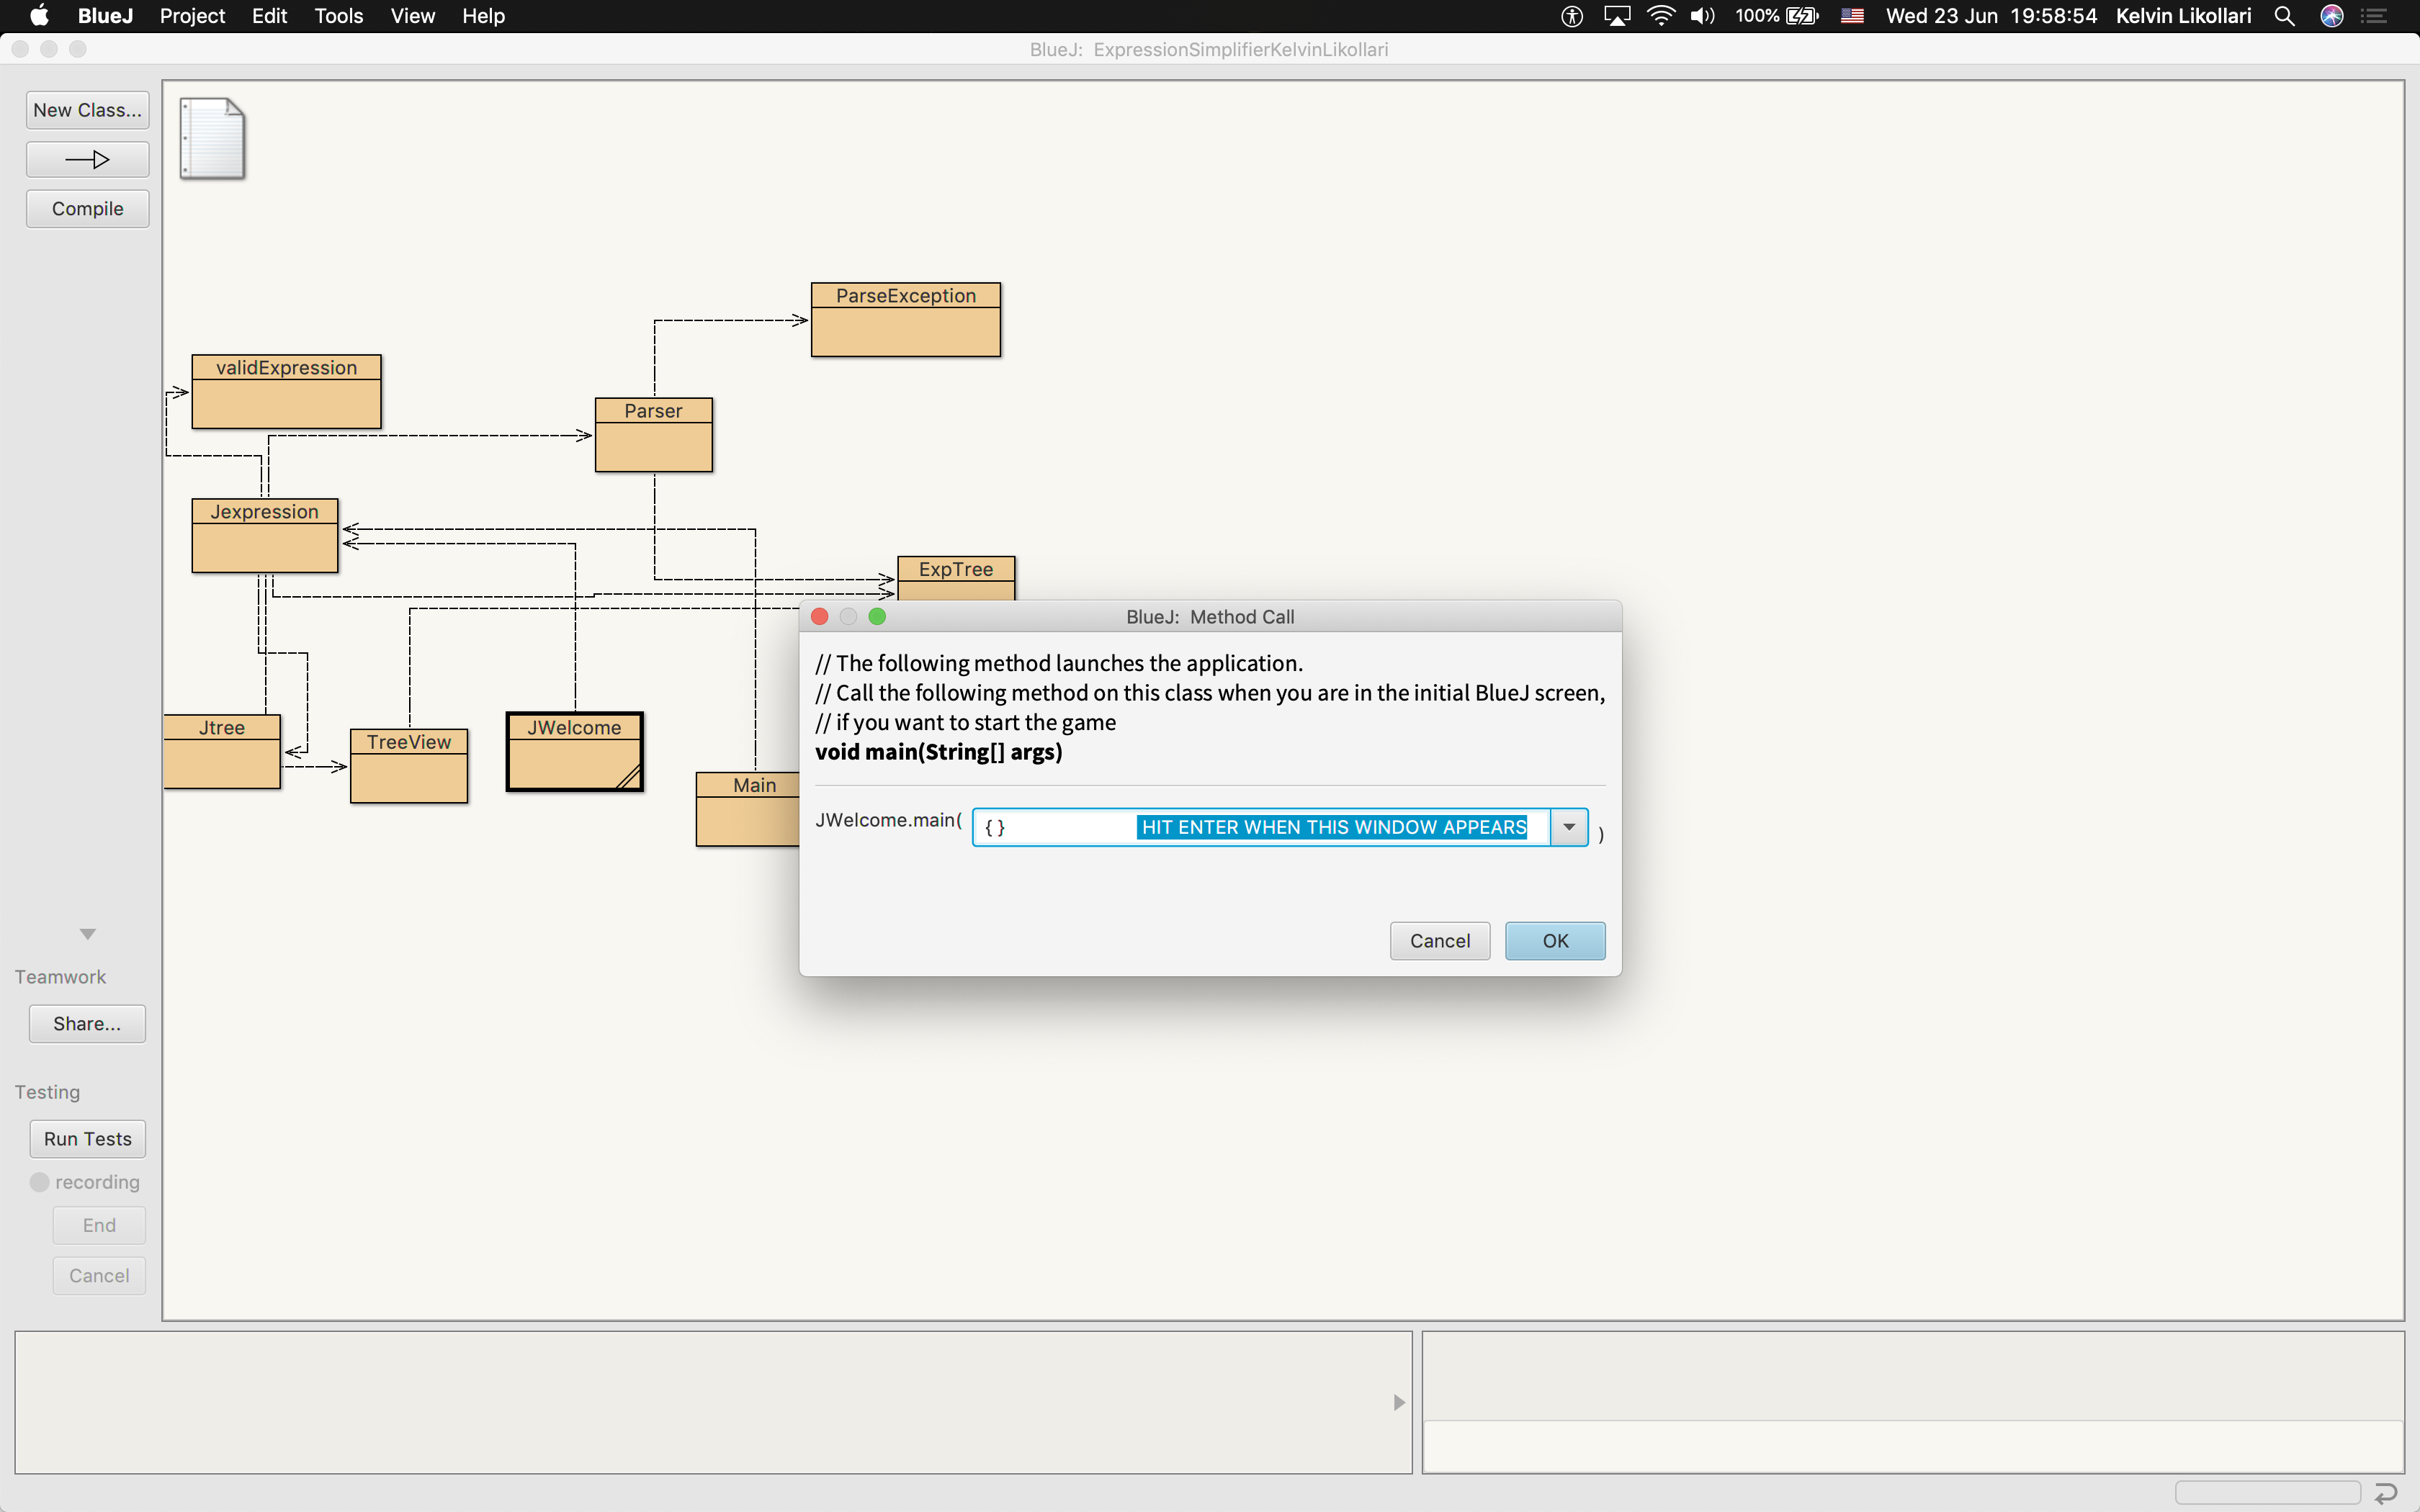 BlueJ Project Edit Tools View Help 100% Wed 23 Jun 19:58:54 Kelvin Likollari
BlueJ: ExpressionSimplifierKelvinLikollari
New Class...
Compile
ParseException
validExpression
Parser
Jexpression
ExpTree
Jtree
TreeView
JWelcome
Main
BlueJ: Method Call
// The following method launches the application.
// Call the following method on this class when you are in the initial BlueJ screen,
// if you want to start the game
void main(String[] args)
JWelcome.main( {} HIT ENTER WHEN THIS WINDOW APPEARS )
Cancel OK
Teamwork
Share...
Testing
Run Tests
recording
End
Cancel